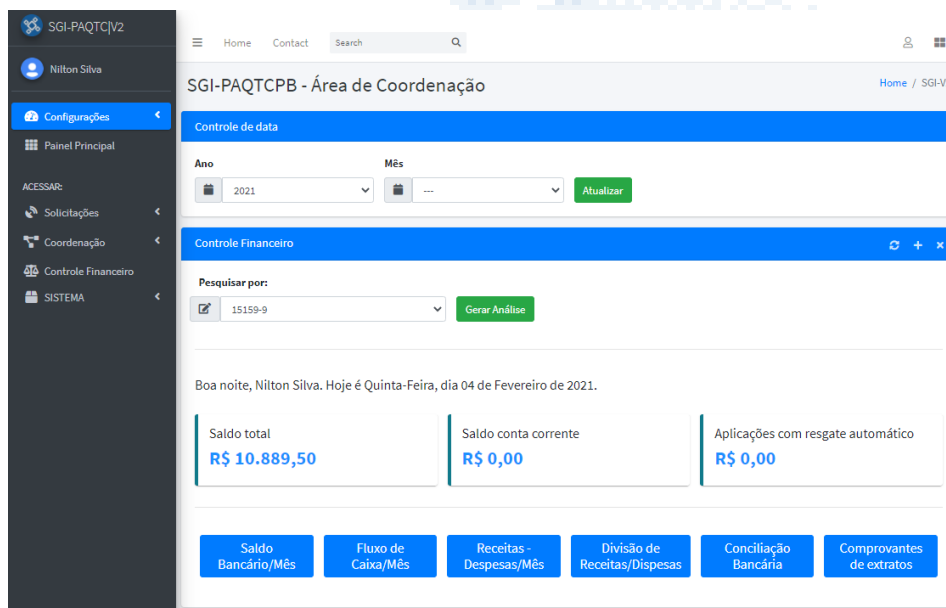 SGI-PAQTC|V2
Nilton Silva
Configurações
Painel Principal
ACESSAR:
Solicitações
Coordenação
Controle Financeiro
SISTEMA
Home Contact Search
SGI-PAQTCPB - Área de Coordenação
Home / SGI-V
Controle de data
Ano Mês
2021 --- Atualizar
Controle Financeiro
Pesquisar por:
15159-9 Gerar Análise
Boa noite, Nilton Silva. Hoje é Quinta-Feira, dia 04 de Fevereiro de 2021.
Saldo total
R$ 10.889,50
Saldo conta corrente
R$ 0,00
Aplicações com resgate automático
R$ 0,00
Saldo
Bancário/Mês
Fluxo de
Caixa/Mês
Receitas -
Despesas/Mês
Divisão de
Receitas/Dispesas
Conciliação
Bancária
Comprovantes
de extratos